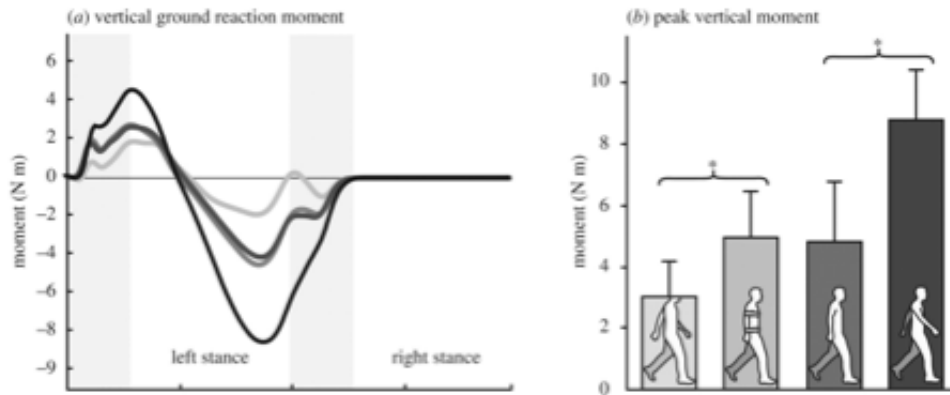 (a) vertical ground reaction moment
6
4
2
0
–2
–4
–6
–8
–9
moment (N m)
left stance
right stance
(b) peak vertical moment
10
8
6
4
2
0
moment (N m)
*
*